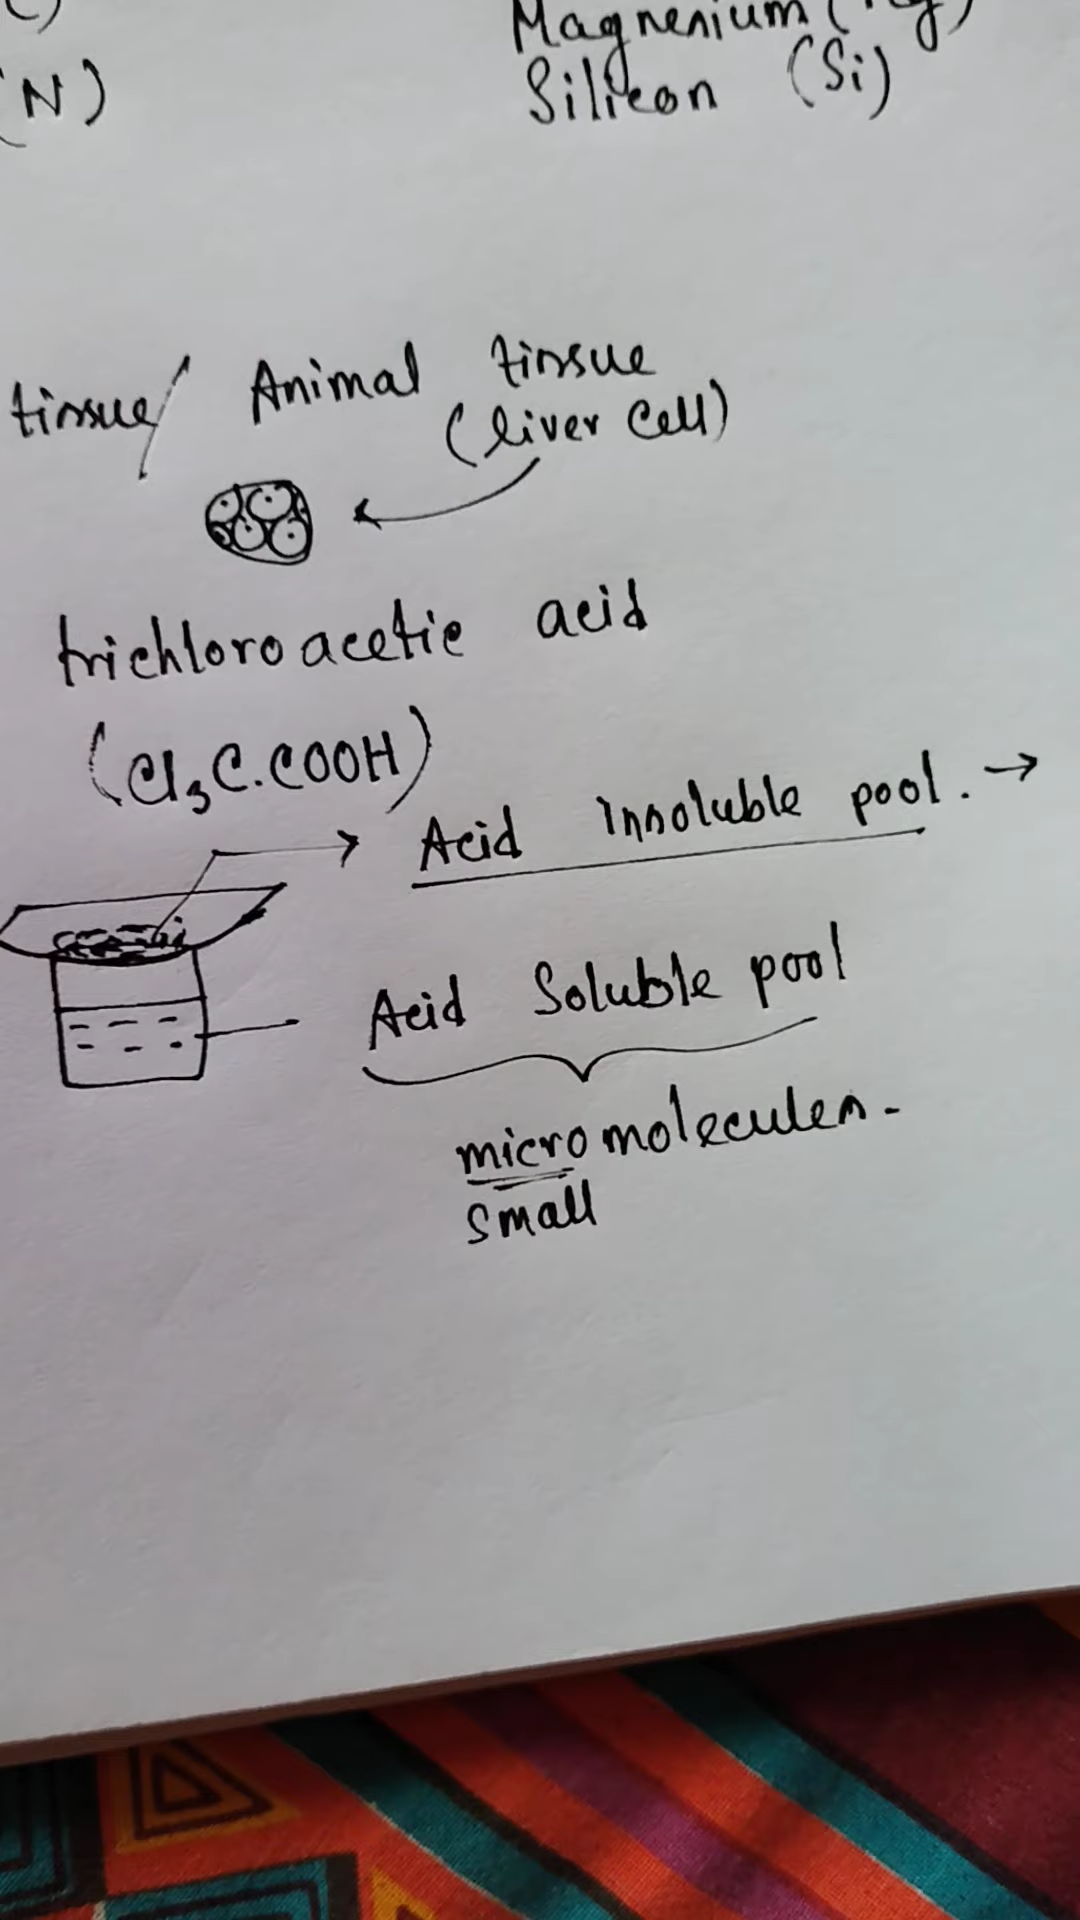 (N)
Magnesium (
Silicon (Si)
tissue/ Animal tissue
(liver cell)
trichloroacetic acid
(Cl₃C.COOH)
Acid insoluble pool. →
Acid Soluble pool
micromolecules-
small